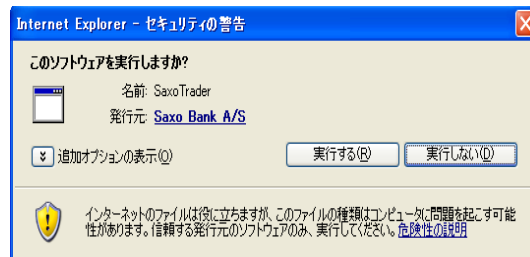 Internet Explorer - セキュリティの警告
このソフトウェアを実行しますか?
名前: SaxoTrader
発行元: Saxo Bank A/S
追加オプションの表示(O)
実行する(R)
実行しない(D)
インターネットのファイルは役に立ちますが、このファイルの種類はコンピュータに問題を起こす可能
性があります。信頼する発行元のソフトウェアのみ、実行してください。危険性の説明